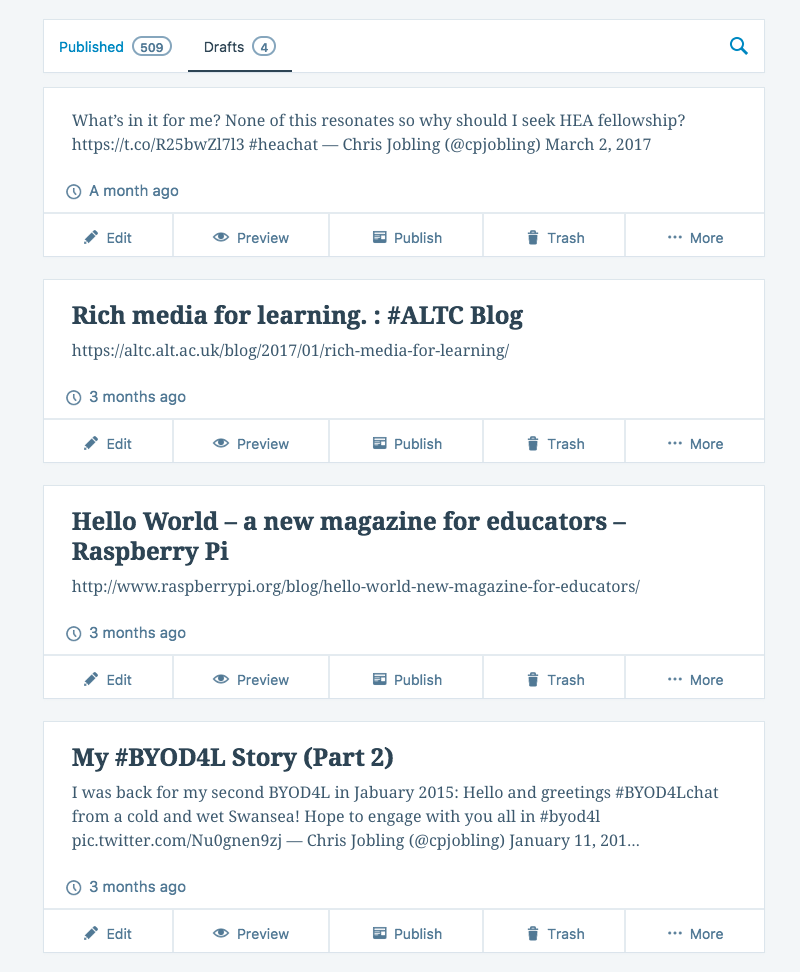 Published 509 Drafts 4
What’s in it for me? None of this resonates so why should I seek HEA fellowship?
https://t.co/R25bwZl7l3 #heachat — Chris Jobling (@cpjobling) March 2, 2017
A month ago
Edit Preview Publish Trash More
Rich media for learning. : #ALTC Blog
https://altc.alt.ac.uk/blog/2017/01/rich-media-for-learning/
3 months ago
Edit Preview Publish Trash More
Hello World – a new magazine for educators –
Raspberry Pi
http://www.raspberrypi.org/blog/hello-world-new-magazine-for-educators/
3 months ago
Edit Preview Publish Trash More
My #BYOD4L Story (Part 2)
I was back for my second BYOD4L in Jabuary 2015: Hello and greetings #BYOD4Lchat
from a cold and wet Swansea! Hope to engage with you all in #byod4l
pic.twitter.com/Nu0gnen9zj — Chris Jobling (@cpjobling) January 11, 201…
3 months ago
Edit Preview Publish Trash More